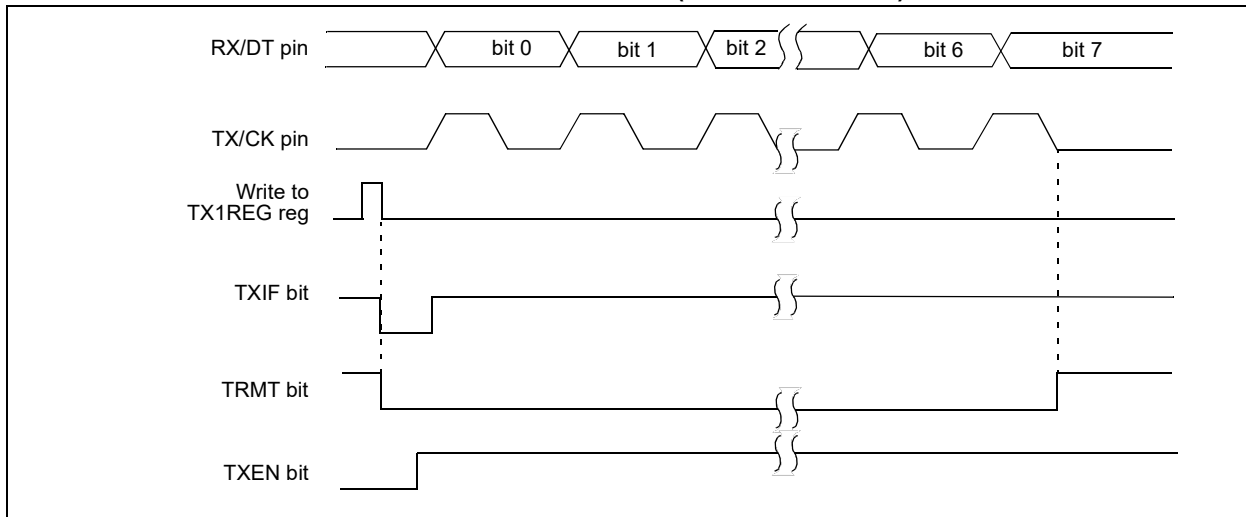 RX/DT pin
bit 0 bit 1 bit 2 bit 6 bit 7
TX/CK pin
Write to
TX1REG reg
TXIF bit
TRMT bit
TXEN bit